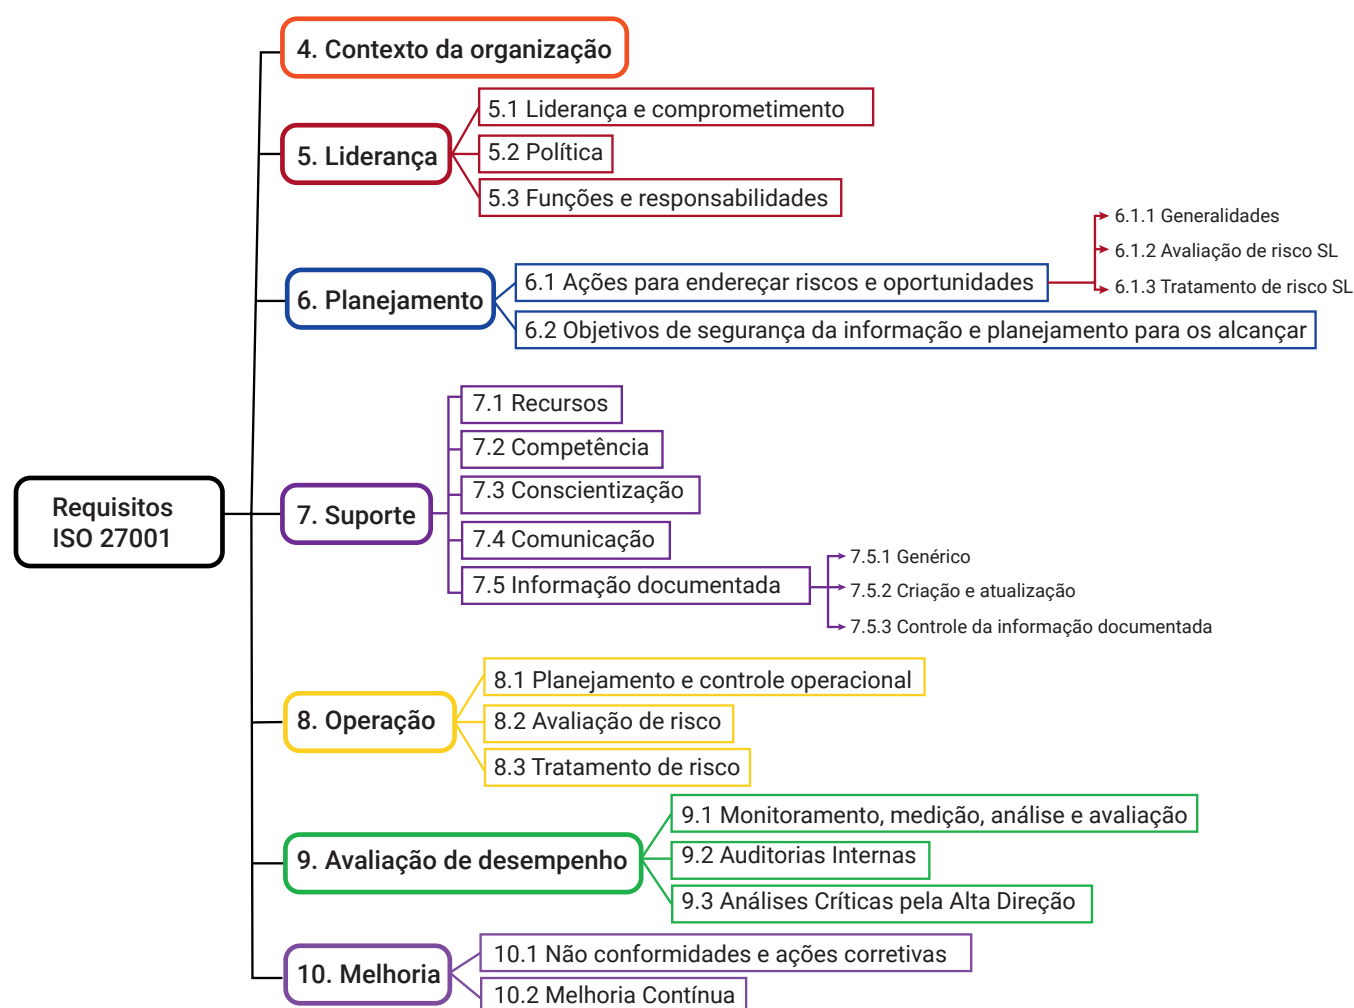 Requisitos
ISO 27001
4. Contexto da organização
5. Liderança
5.1 Liderança e comprometimento
5.2 Política
5.3 Funções e responsabilidades
6. Planejamento
6.1 Ações para endereçar riscos e oportunidades
6.1.1 Generalidades
6.1.2 Avaliação de risco SL
6.1.3 Tratamento de risco SL
6.2 Objetivos de segurança da informação e planejamento para os alcançar
7. Suporte
7.1 Recursos
7.2 Competência
7.3 Conscientização
7.4 Comunicação
7.5 Informação documentada
7.5.1 Genérico
7.5.2 Criação e atualização
7.5.3 Controle da informação documentada
8. Operação
8.1 Planejamento e controle operacional
8.2 Avaliação de risco
8.3 Tratamento de risco
9. Avaliação de desempenho
9.1 Monitoramento, medição, análise e avaliação
9.2 Auditorias Internas
9.3 Análises Críticas pela Alta Direção
10. Melhoria
10.1 Não conformidades e ações corretivas
10.2 Melhoria Contínua